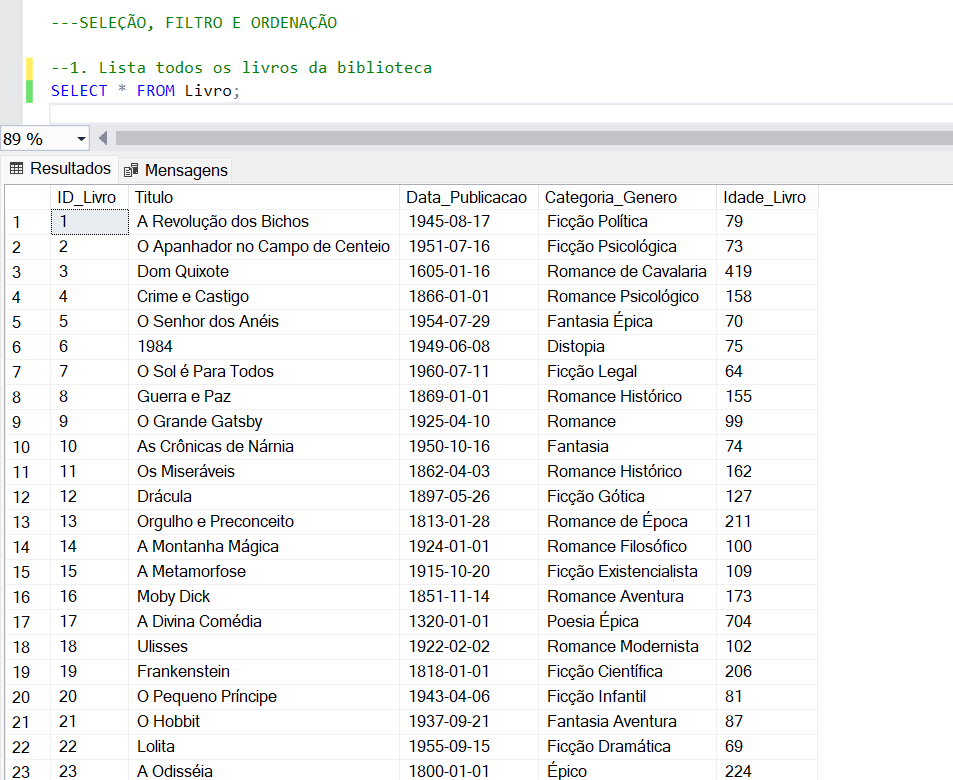 ---SELEÇÃO, FILTRO E ORDENAÇÃO
--1. Lista todos os livros da biblioteca
SELECT * FROM Livro;
89 %
Resultados Mensagens
ID_Livro Titulo Data_Publicacao Categoria_Genero Idade_Livro
1 1 A Revolução dos Bichos 1945-08-17 Ficção Política 79
2 2 O Apanhador no Campo de Centeio 1951-07-16 Ficção Psicológica 73
3 3 Dom Quixote 1605-01-16 Romance de Cavalaria 419
4 4 Crime e Castigo 1866-01-01 Romance Psicológico 158
5 5 O Senhor dos Anéis 1954-07-29 Fantasia Épica 70
6 6 1984 1949-06-08 Distopia 75
7 7 O Sol é Para Todos 1960-07-11 Ficção Legal 64
8 8 Guerra e Paz 1869-01-01 Romance Histórico 155
9 9 O Grande Gatsby 1925-04-10 Romance 99
10 10 As Crônicas de Nárnia 1950-10-16 Fantasia 74
11 11 Os Miseráveis 1862-04-03 Romance Histórico 162
12 12 Drácula 1897-05-26 Ficção Gótica 127
13 13 Orgulho e Preconceito 1813-01-28 Romance de Época 211
14 14 A Montanha Mágica 1924-01-01 Romance Filosófico 100
15 15 A Metamorfose 1915-10-20 Ficção Existencialista 109
16 16 Moby Dick 1851-11-14 Romance Aventura 173
17 17 A Divina Comédia 1320-01-01 Poesia Épica 704
18 18 Ulisses 1922-02-02 Romance Modernista 102
19 19 Frankenstein 1818-01-01 Ficção Científica 206
20 20 O Pequeno Príncipe 1943-04-06 Ficção Infantil 81
21 21 O Hobbit 1937-09-21 Fantasia Aventura 87
22 22 Lolita 1955-09-15 Ficção Dramática 69
23 23 A Odisséia 1800-01-01 Épico 224